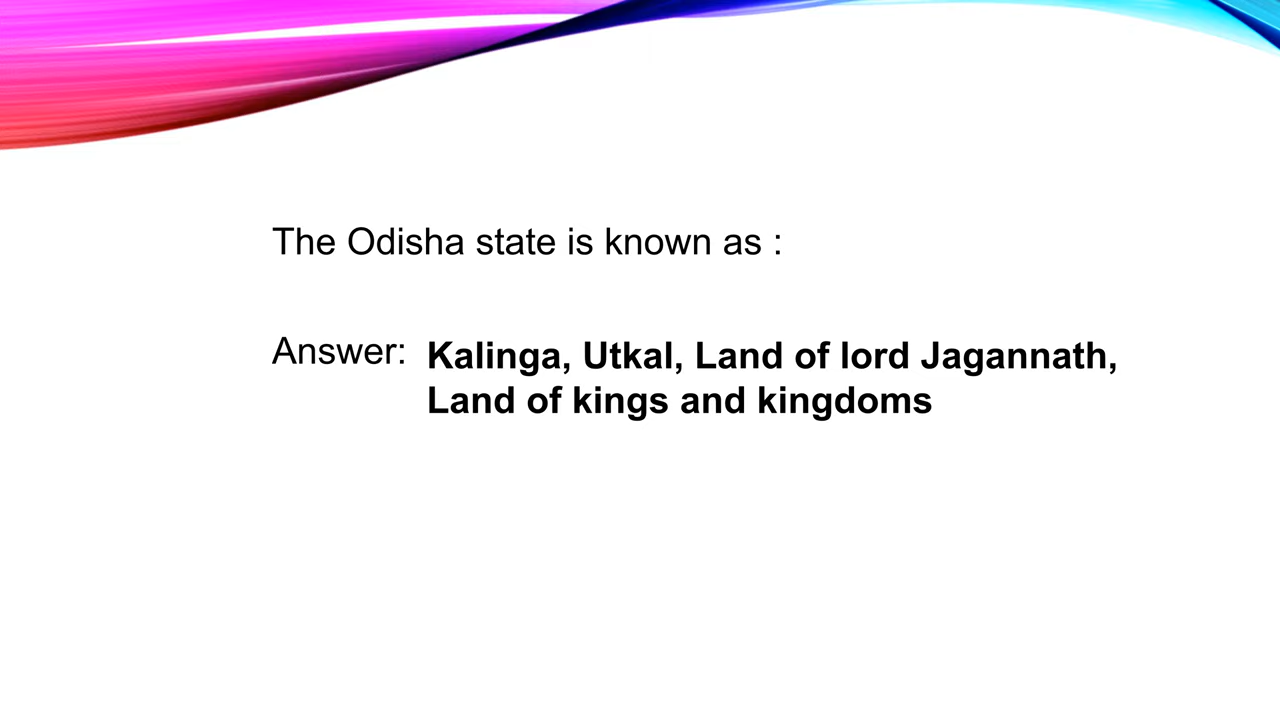 The Odisha state is known as :
Answer: Kalinga, Utkal, Land of lord Jagannath,
Land of kings and kingdoms